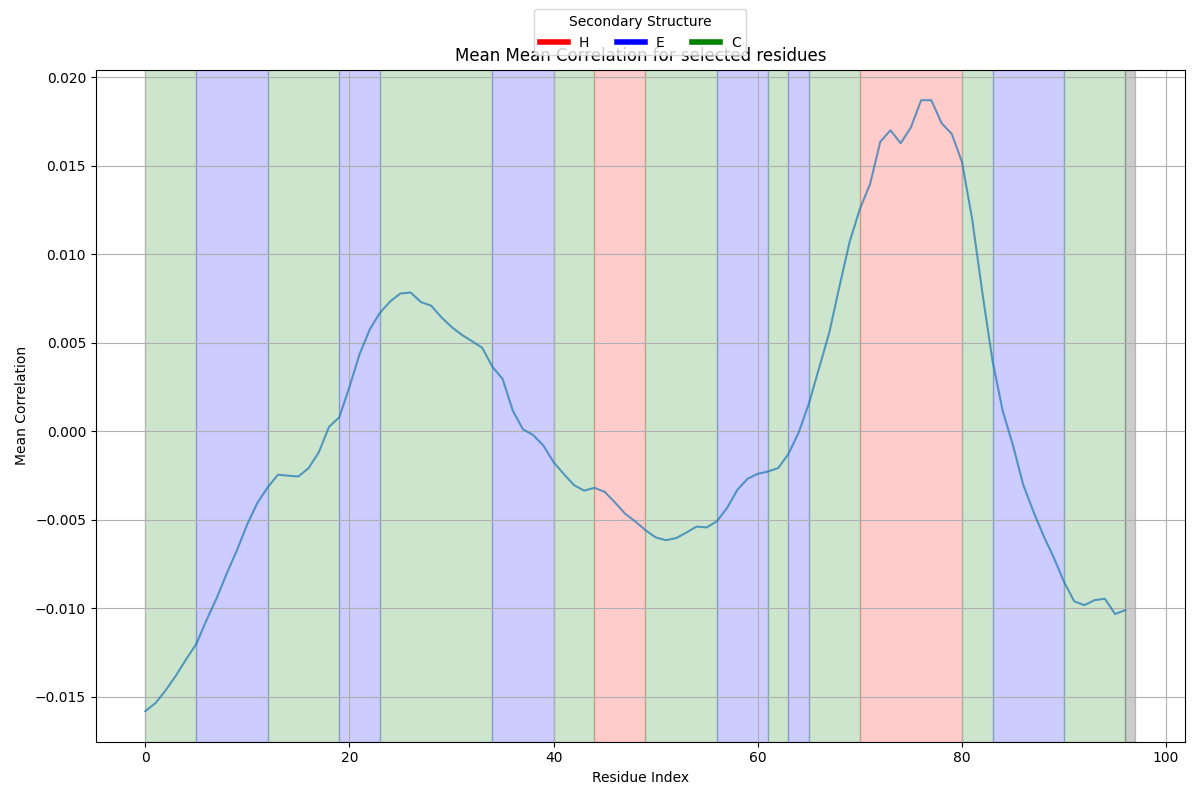 Secondary Structure
H E C
Mean Mean Correlation for selected residues
0.020
0.015
0.010
0.005
0.000
−0.005
−0.010
−0.015
Mean Correlation
0 20 40 60 80 100
Residue Index